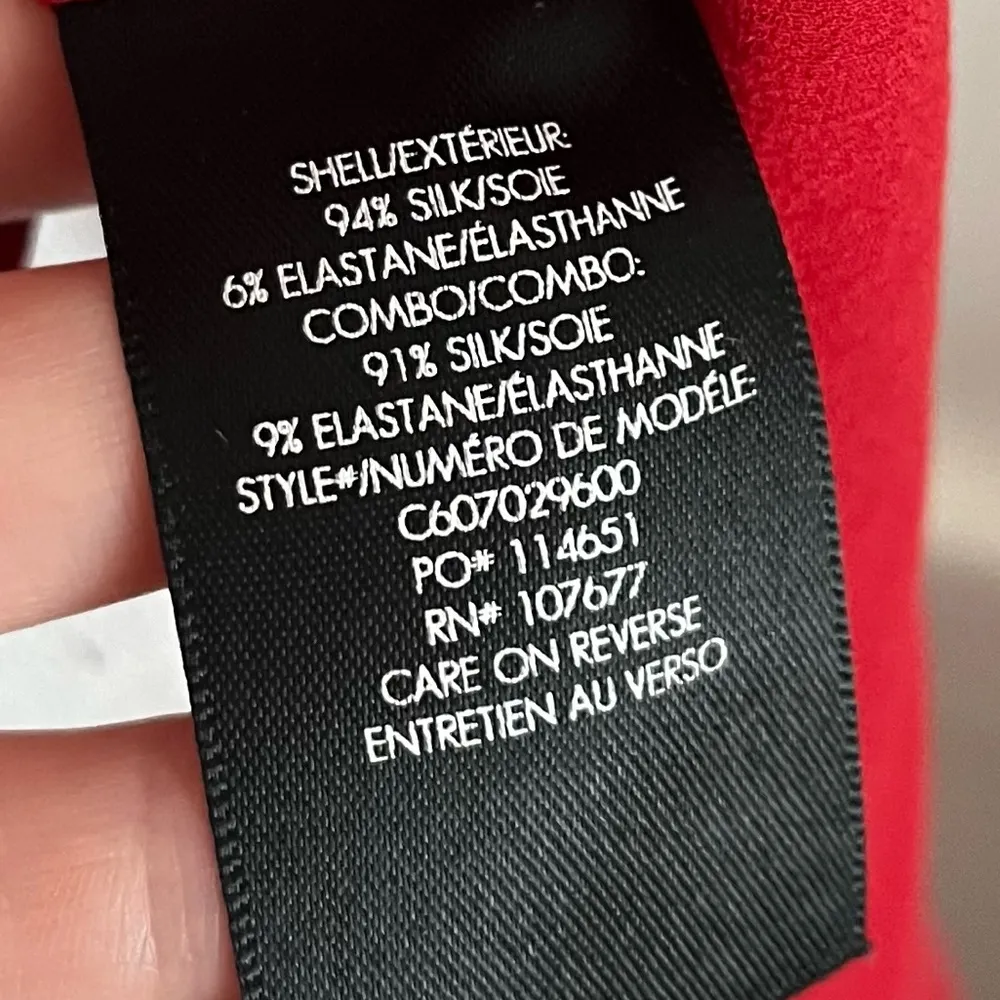 SHELL/EXTÉRIEUR:
94% SILK/SOIE
6% ELASTANE/ÉLASTHANNE
COMBO/COMBO:
91% SILK/SOIE
9% ELASTANE/ÉLASTHANNE
STYLE#/NUMÉRO DE MODÉLE:
C607029600
PO# 114651
RN# 107677
CARE ON REVERSE
ENTRETIEN AU VERSO